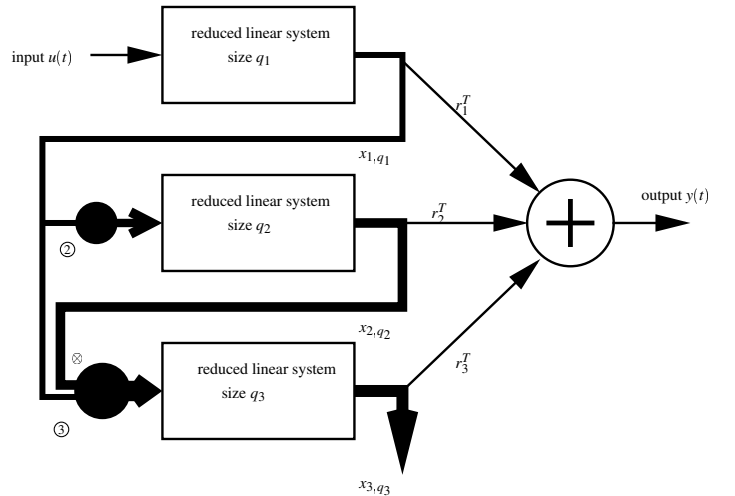 reduced linear system
size q₁
input u(t)
r₁ᵀ
x₁,q₁
reduced linear system
size q₂
output y(t)
r₂ᵀ
②
x₂,q₂
⊗
reduced linear system
size q₃
r₃ᵀ
③
x₃,q₃